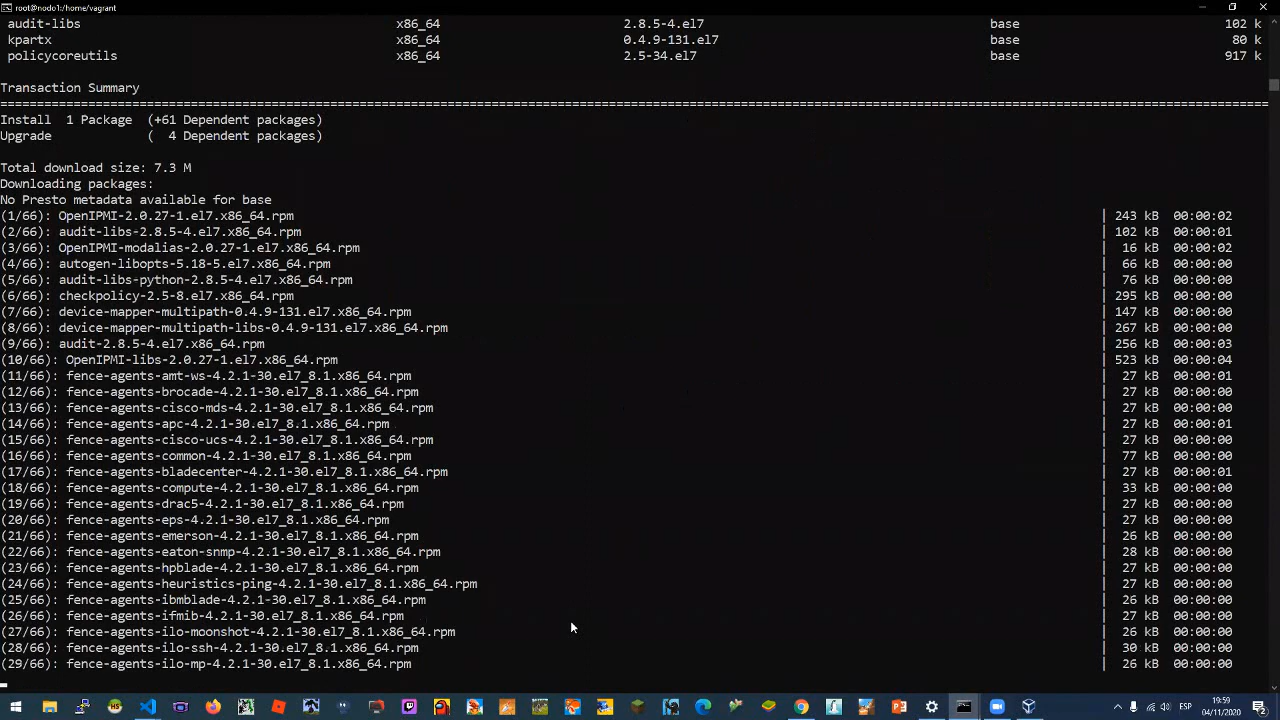 root@nodo1:/home/vagrant
audit-libs x86_64 2.8.5-4.el7 base 102 k
kpartx x86_64 0.4.9-131.el7 base 80 k
policycoreutils x86_64 2.5-34.el7 base 917 k
Transaction Summary
================================================================================
Install 1 Package (+61 Dependent packages)
Upgrade ( 4 Dependent packages)
Total download size: 7.3 M
Downloading packages:
No Presto metadata available for base
(1/66): OpenIPMI-2.0.27-1.el7.x86_64.rpm | 243 kB 00:00:02
(2/66): audit-libs-2.8.5-4.el7.x86_64.rpm | 102 kB 00:00:01
(3/66): OpenIPMI-modalias-2.0.27-1.el7.x86_64.rpm | 16 kB 00:00:02
(4/66): autogen-libopts-5.18-5.el7.x86_64.rpm | 66 kB 00:00:00
(5/66): audit-libs-python-2.8.5-4.el7.x86_64.rpm | 76 kB 00:00:00
(6/66): checkpolicy-2.5-8.el7.x86_64.rpm | 295 kB 00:00:00
(7/66): device-mapper-multipath-0.4.9-131.el7.x86_64.rpm | 147 kB 00:00:00
(8/66): device-mapper-multipath-libs-0.4.9-131.el7.x86_64.rpm | 267 kB 00:00:00
(9/66): audit-2.8.5-4.el7.x86_64.rpm | 256 kB 00:00:03
(10/66): OpenIPMI-libs-2.0.27-1.el7.x86_64.rpm | 523 kB 00:00:04
(11/66): fence-agents-amt-ws-4.2.1-30.el7_8.1.x86_64.rpm | 27 kB 00:00:01
(12/66): fence-agents-brocade-4.2.1-30.el7_8.1.x86_64.rpm | 27 kB 00:00:00
(13/66): fence-agents-cisco-mds-4.2.1-30.el7_8.1.x86_64.rpm | 27 kB 00:00:00
(14/66): fence-agents-apc-4.2.1-30.el7_8.1.x86_64.rpm | 27 kB 00:00:01
(15/66): fence-agents-cisco-ucs-4.2.1-30.el7_8.1.x86_64.rpm | 27 kB 00:00:00
(16/66): fence-agents-common-4.2.1-30.el7_8.1.x86_64.rpm | 77 kB 00:00:00
(17/66): fence-agents-bladecenter-4.2.1-30.el7_8.1.x86_64.rpm | 27 kB 00:00:01
(18/66): fence-agents-compute-4.2.1-30.el7_8.1.x86_64.rpm | 33 kB 00:00:00
(19/66): fence-agents-drac5-4.2.1-30.el7_8.1.x86_64.rpm | 27 kB 00:00:00
(20/66): fence-agents-eps-4.2.1-30.el7_8.1.x86_64.rpm | 27 kB 00:00:00
(21/66): fence-agents-emerson-4.2.1-30.el7_8.1.x86_64.rpm | 26 kB 00:00:00
(22/66): fence-agents-eaton-snmp-4.2.1-30.el7_8.1.x86_64.rpm | 28 kB 00:00:00
(23/66): fence-agents-hpblade-4.2.1-30.el7_8.1.x86_64.rpm | 27 kB 00:00:00
(24/66): fence-agents-heuristics-ping-4.2.1-30.el7_8.1.x86_64.rpm | 27 kB 00:00:00
(25/66): fence-agents-ibmblade-4.2.1-30.el7_8.1.x86_64.rpm | 26 kB 00:00:00
(26/66): fence-agents-ifmib-4.2.1-30.el7_8.1.x86_64.rpm | 27 kB 00:00:00
(27/66): fence-agents-ilo-moonshot-4.2.1-30.el7_8.1.x86_64.rpm | 26 kB 00:00:00
(28/66): fence-agents-ilo-ssh-4.2.1-30.el7_8.1.x86_64.rpm | 30 kB 00:00:00
(29/66): fence-agents-ilo-mp-4.2.1-30.el7_8.1.x86_64.rpm | 26 kB 00:00:00
ESP
19:59
04/11/2020